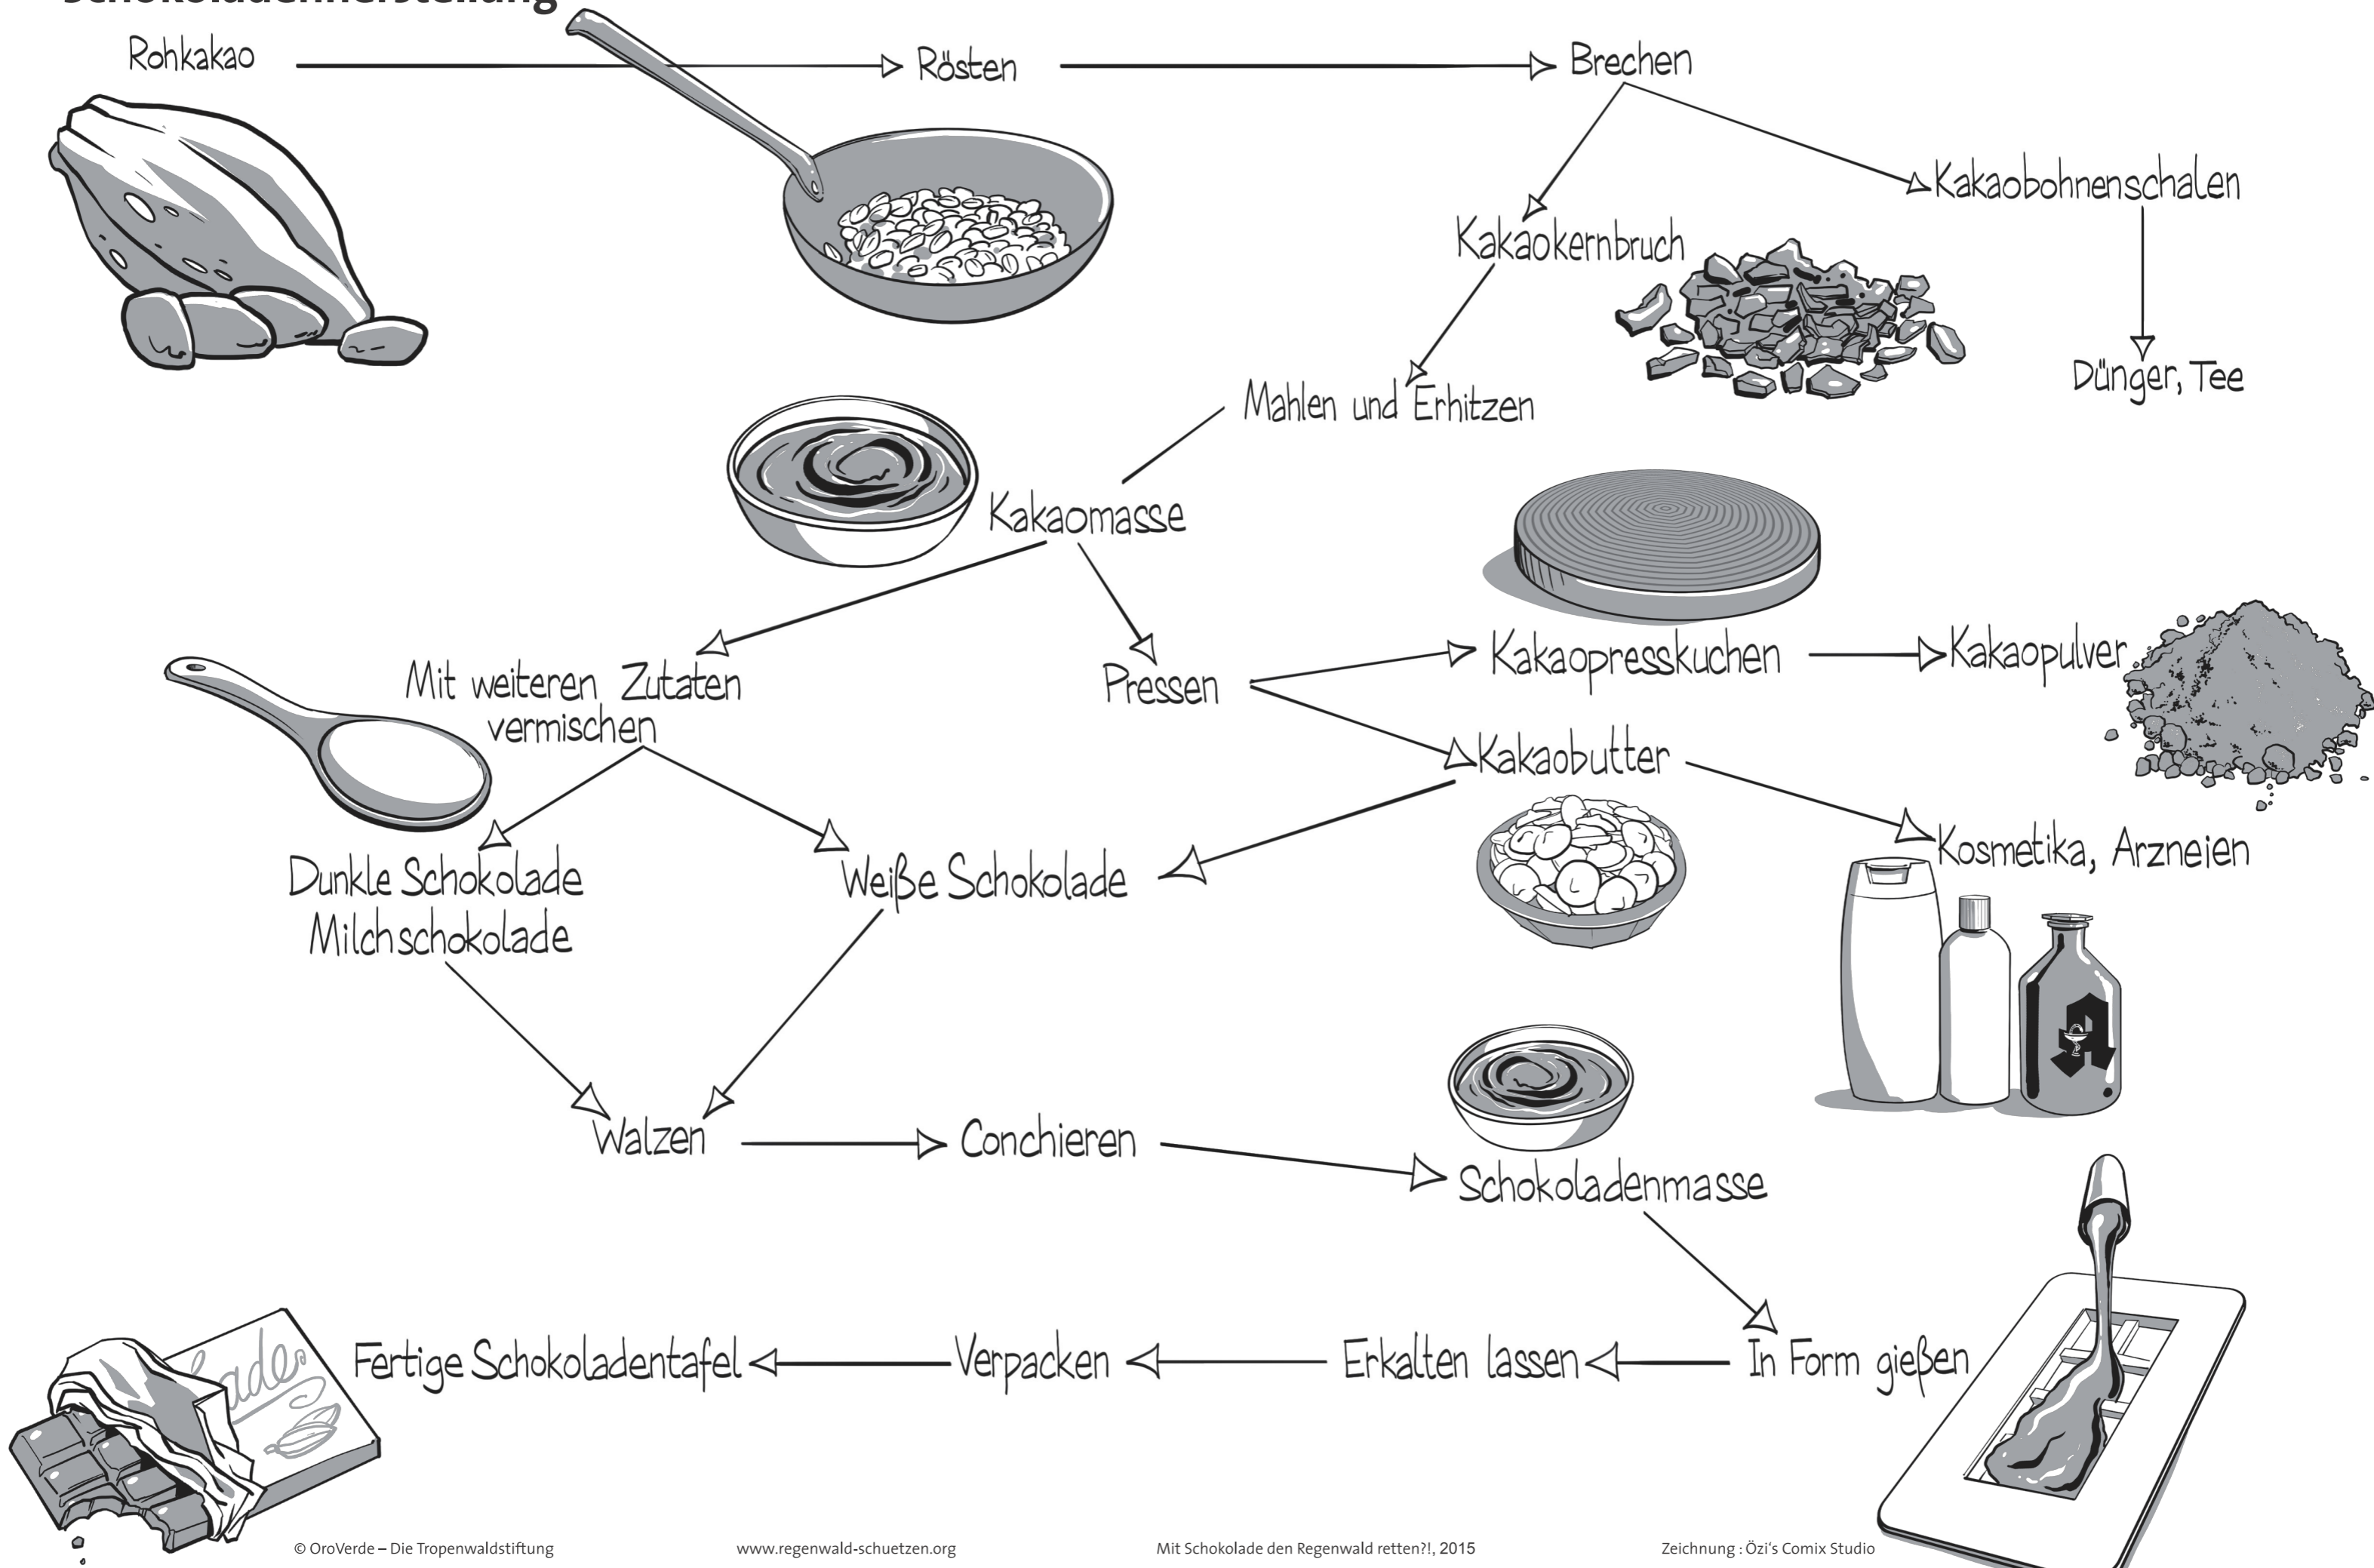 Schokoladenherstellung
Rohkakao
Rösten
Brechen
Kakaobohnenschalen
Kakaokernbruch
Dünger, Tee
Mahlen und Erhitzen
Kakaomasse
Mit weiteren Zutaten
vermischen
Pressen
Kakaopresskuchen
Kakaopulver
Kakaobutter
Kosmetika, Arzneien
Dunkle Schokolade
Milchschokolade
Weiße Schokolade
Walzen
Conchieren
Schokoladenmasse
In Form gießen
Erkalten lassen
Verpacken
Fertige Schokoladentafel
ade
© OroVerde – Die Tropenwaldstiftung
www.regenwald-schuetzen.org
Mit Schokolade den Regenwald retten?!, 2015
Zeichnung : Özi's Comix Studio